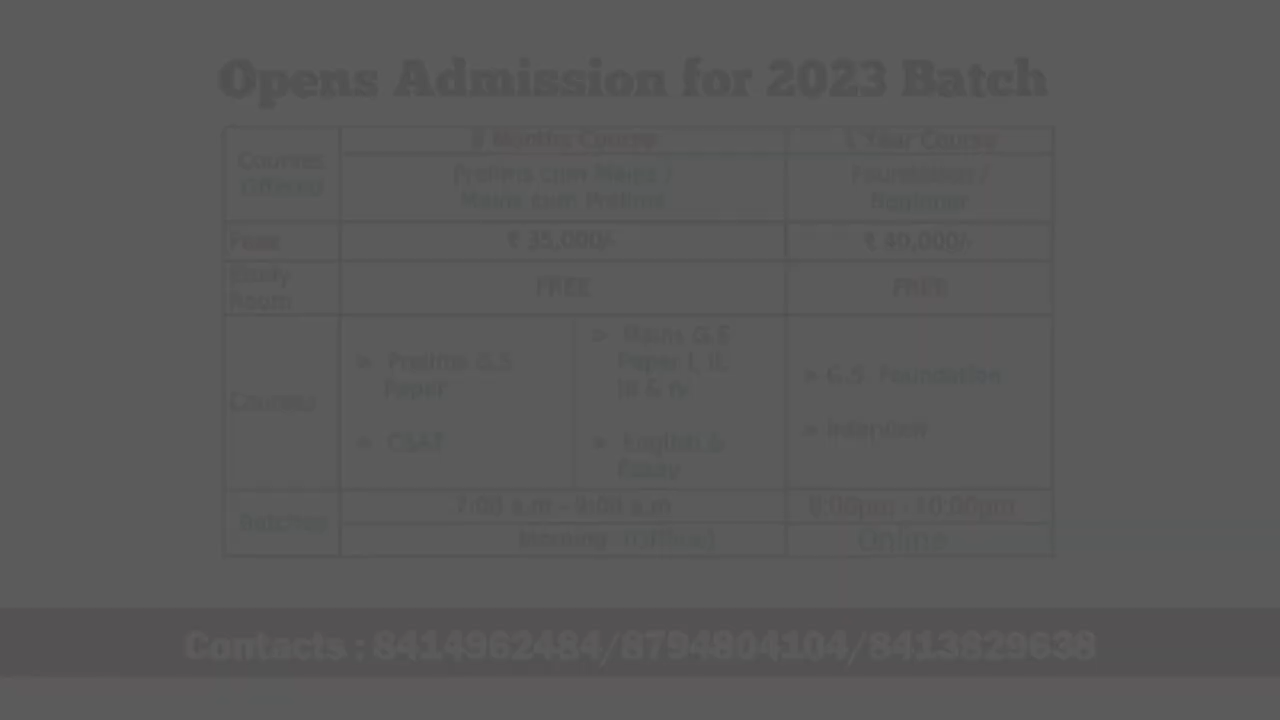 Opens Admission for 2023 Batch
Courses
Offered
8 Months Course
1 Year Course
Prelims cum Mains /
Mains cum Prelims
Foundation /
Beginner
Fees
₹ 35,000/-
₹ 40,000/-
Study
Room
FREE
FREE
Courses
> Prelims G.S
Paper
> CSAT
> Mains G.S
Paper I, II,
III & IV
> English &
Essay
> G.S. Foundation
> Interview
Batches
7:00 a.m - 9:00 a.m
8:00pm - 10:00pm
(Offline)
Online
Contacts : 8414962484/8794804104/8413829638